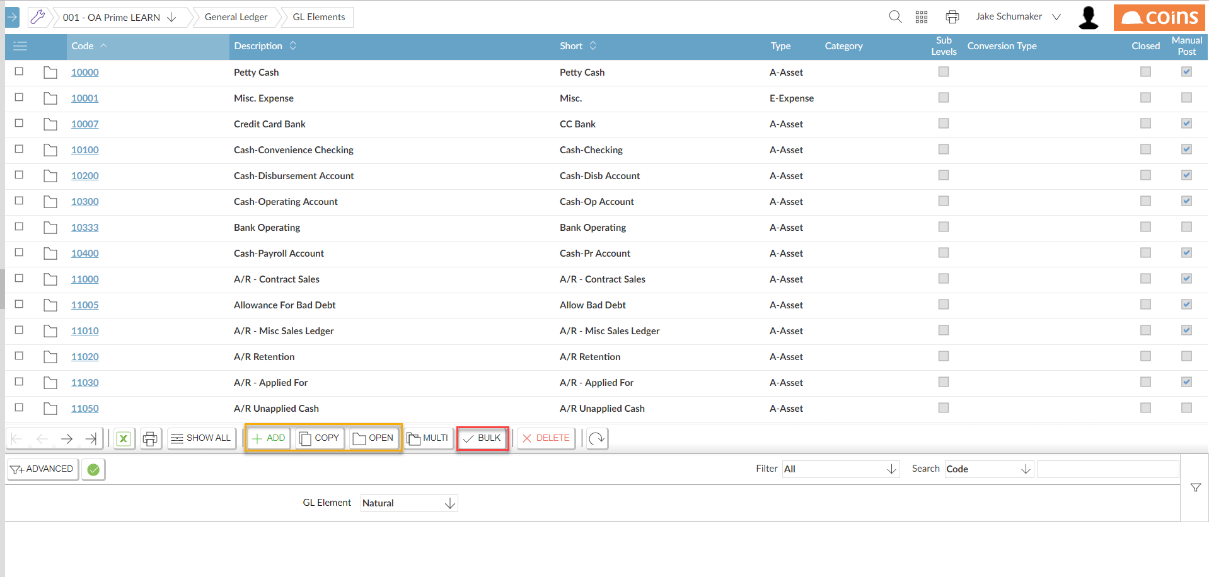 001 - OA Prime LEARN General Ledger GL Elements Jake Schumaker coins
Code Description Short Type Category Sub Levels Conversion Type Closed Manual Post
10000 Petty Cash Petty Cash A-Asset
10001 Misc. Expense Misc. E-Expense
10007 Credit Card Bank CC Bank A-Asset
10100 Cash-Convenience Checking Cash-Checking A-Asset
10200 Cash-Disbursement Account Cash-Disb Account A-Asset
10300 Cash-Operating Account Cash-Op Account A-Asset
10333 Bank Operating Bank Operating A-Asset
10400 Cash-Payroll Account Cash-Pr Account A-Asset
11000 A/R - Contract Sales A/R - Contract Sales A-Asset
11005 Allowance For Bad Debt Allow Bad Debt A-Asset
11010 A/R - Misc Sales Ledger A/R - Misc Sales Ledger A-Asset
11020 A/R Retention A/R Retention A-Asset
11030 A/R - Applied For A/R - Applied For A-Asset
11050 A/R Unapplied Cash A/R Unapplied Cash A-Asset
SHOW ALL ADD COPY OPEN MULTI BULK DELETE
ADVANCED Filter All Search Code
GL Element Natural